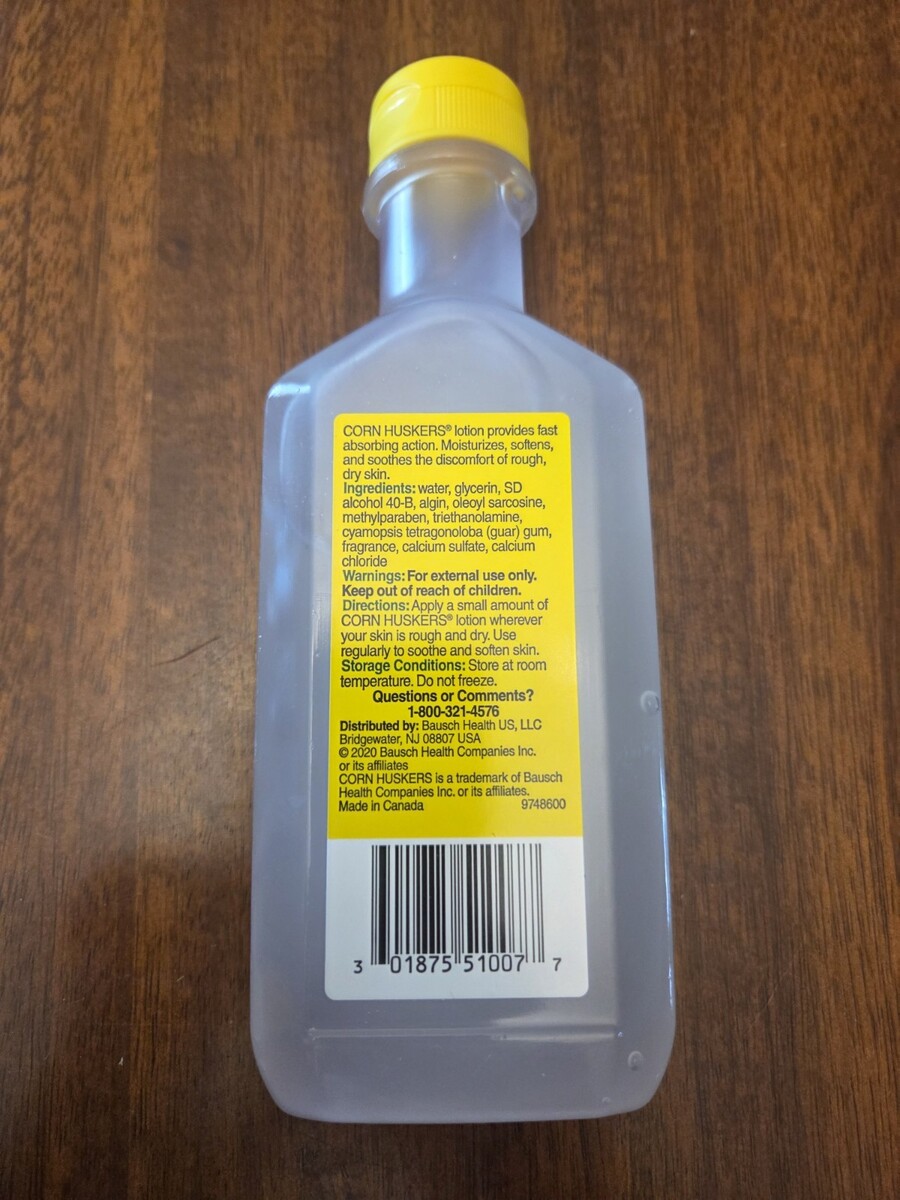 CORN HUSKERS® lotion provides fast
absorbing action. Moisturizes, softens,
and soothes the discomfort of rough,
dry skin.
Ingredients: water, glycerin, SD
alcohol 40-B, algin, oleoyl sarcosine,
methylparaben, triethanolamine,
cyamopsis tetragonoloba (guar) gum,
fragrance, calcium sulfate, calcium
chloride
Warnings: For external use only.
Keep out of reach of children.
Directions: Apply a small amount of
CORN HUSKERS® lotion wherever
your skin is rough and dry. Use
regularly to soothe and soften skin.
Storage Conditions: Store at room
temperature. Do not freeze.
Questions or Comments?
1-800-321-4576
Distributed by: Bausch Health US, LLC
Bridgewater, NJ 08807 USA
© 2020 Bausch Health Companies Inc.
or its affiliates
CORN HUSKERS is a trademark of Bausch
Health Companies Inc. or its affiliates.
Made in Canada 9748600
3 01875 51007 7